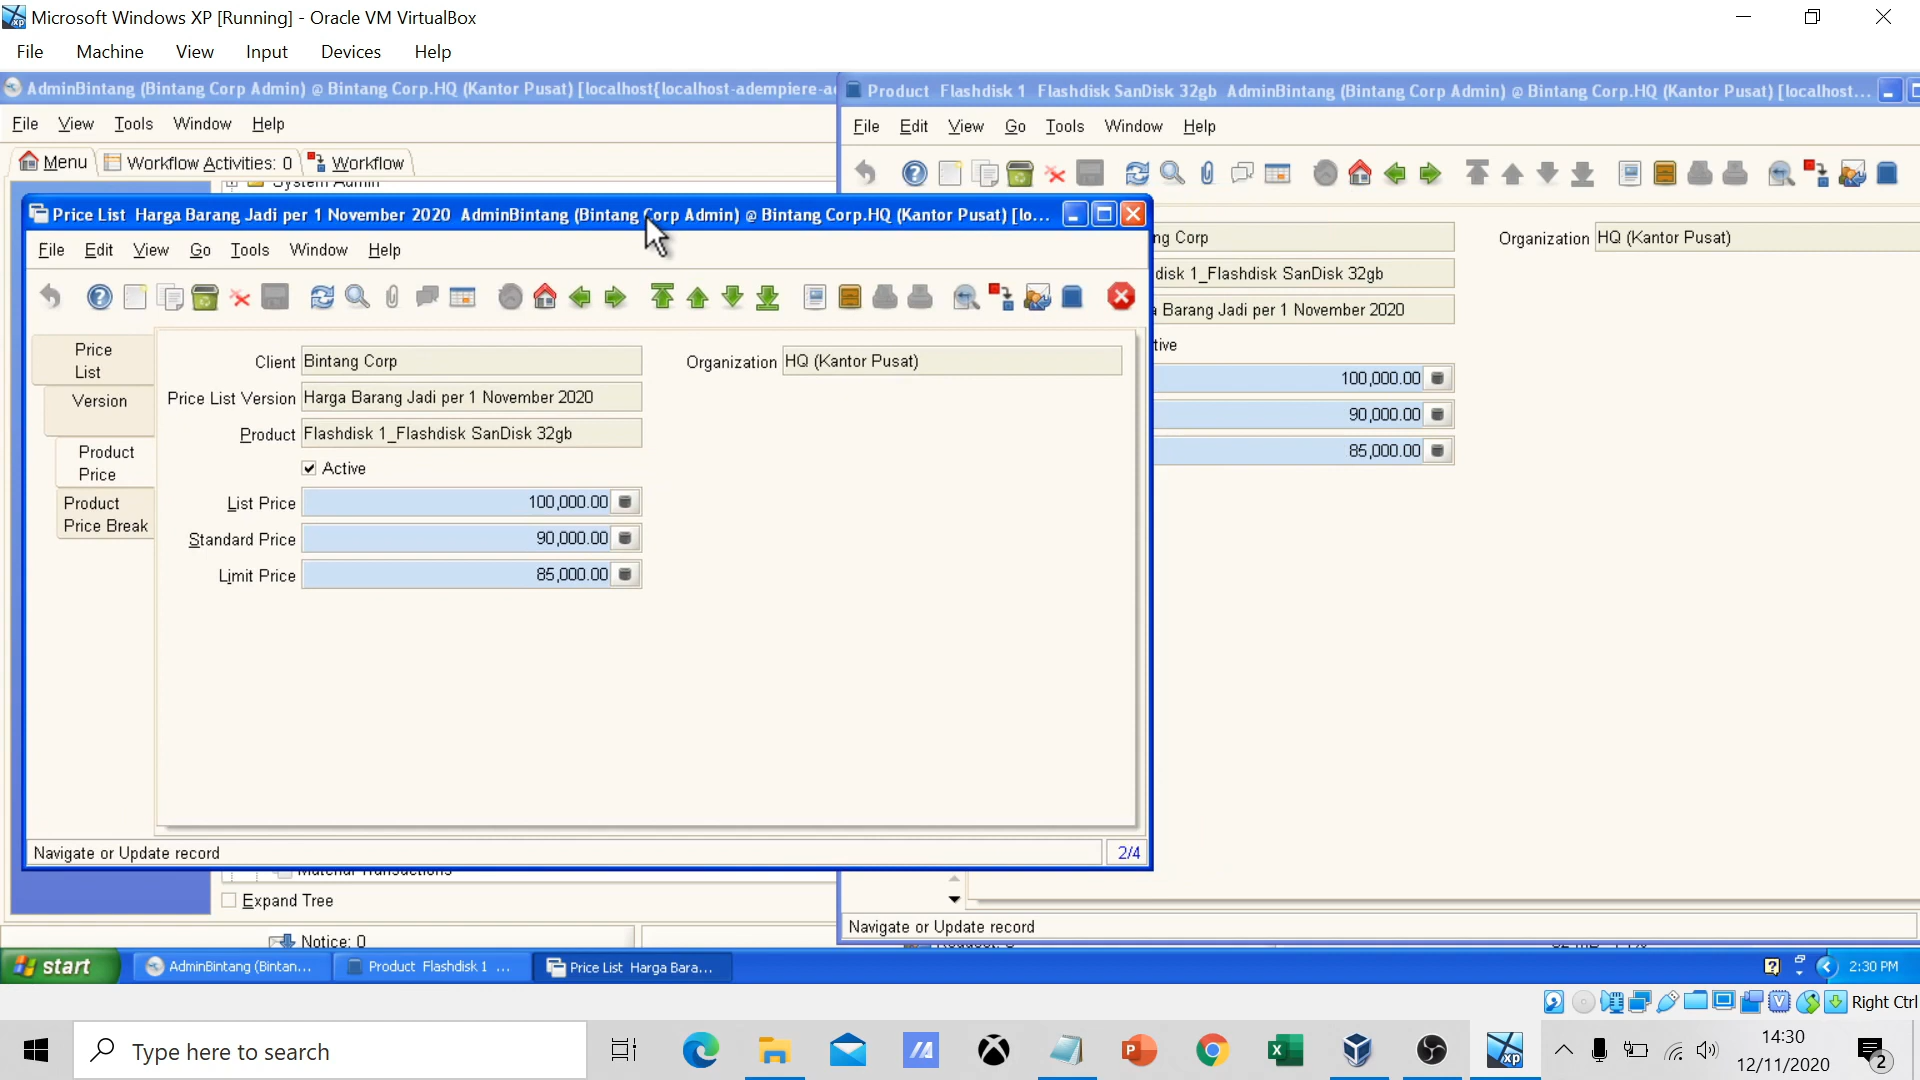 Microsoft Windows XP [Running] - Oracle VM VirtualBox
File Machine View Input Devices Help
AdminBintang (Bintang Corp Admin) @ Bintang Corp.HQ (Kantor Pusat) [localhost{localhost-adempiere-a
File View Tools Window Help
Menu Workflow Activities: 0 Workflow
System Admin
Product Flashdisk 1 Flashdisk SanDisk 32gb AdminBintang (Bintang Corp Admin) @ Bintang Corp.HQ (Kantor Pusat) [localhost...
File Edit View Go Tools Window Help
ng Corp Organization HQ (Kantor Pusat)
disk 1_Flashdisk SanDisk 32gb
Barang Jadi per 1 November 2020
tive
100,000.00
90,000.00
85,000.00
Navigate or Update record
Price List Harga Barang Jadi per 1 November 2020 AdminBintang (Bintang Corp Admin) @ Bintang Corp.HQ (Kantor Pusat) [lo...
File Edit View Go Tools Window Help
Price List
Version
Product Price
Product Price Break
Client Bintang Corp Organization HQ (Kantor Pusat)
Price List Version Harga Barang Jadi per 1 November 2020
Product Flashdisk 1_Flashdisk SanDisk 32gb
Active
List Price 100,000.00
Standard Price 90,000.00
Limit Price 85,000.00
Navigate or Update record 2/4
Material Transactions
Expand Tree
Notice: 0
start AdminBintang (Bintan... Product Flashdisk 1 ... Price List Harga Bara... 2:30 PM
Right Ctrl
Type here to search
14:30
12/11/2020
2